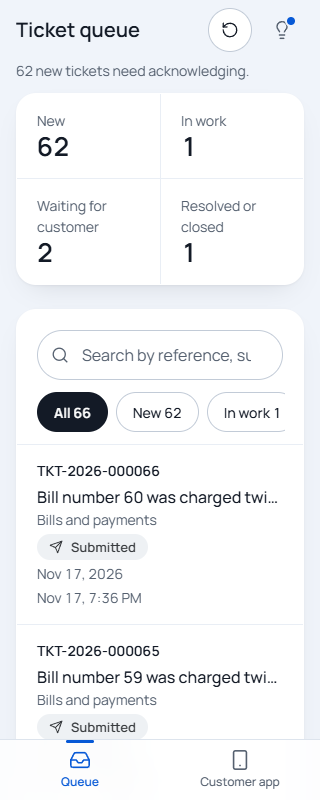 Ticket queue
62 new tickets need acknowledging.
New
62
In work
1
Waiting for
customer
2
Resolved or
closed
1
Search by reference, su
All 66
New 62
In work 1
TKT-2026-000066
Bill number 60 was charged twi...
Bills and payments
Submitted
Nov 17, 2026
Nov 17, 7:36 PM
TKT-2026-000065
Bill number 59 was charged twi...
Bills and payments
Submitted
Queue
Customer app